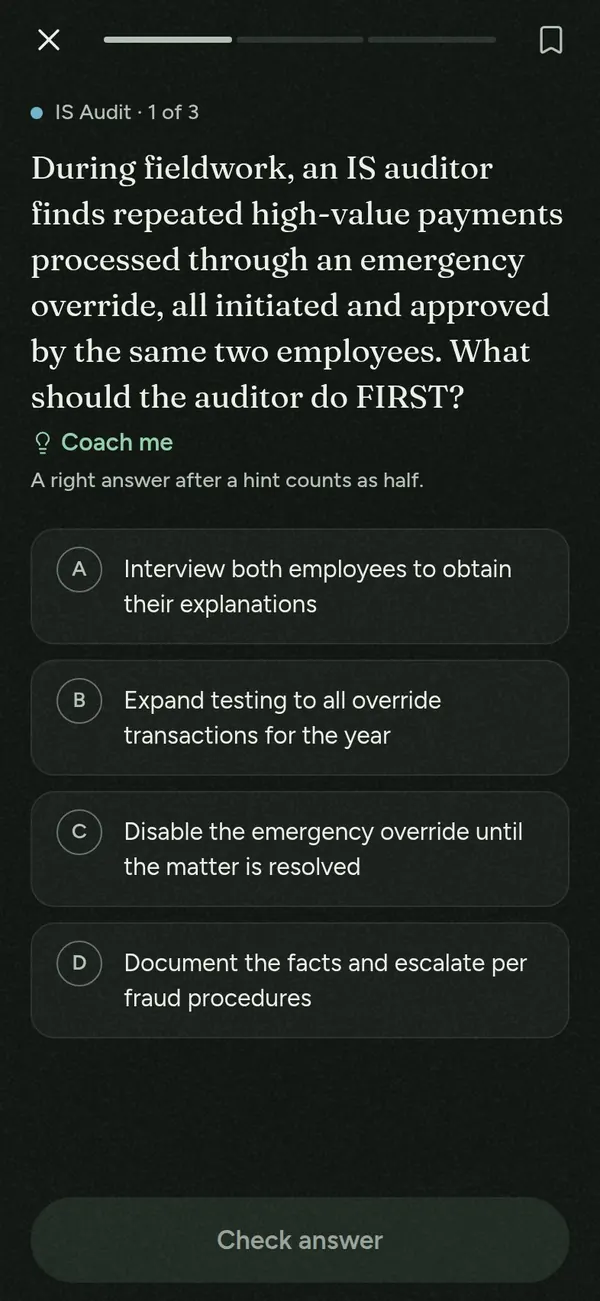 IS Audit · 1 of 3
During fieldwork, an IS auditor
finds repeated high-value payments
processed through an emergency
override, all initiated and approved
by the same two employees. What
should the auditor do FIRST?
Coach me
A right answer after a hint counts as half.
A Interview both employees to obtain
their explanations
B Expand testing to all override
transactions for the year
C Disable the emergency override until
the matter is resolved
D Document the facts and escalate per
fraud procedures
Check answer